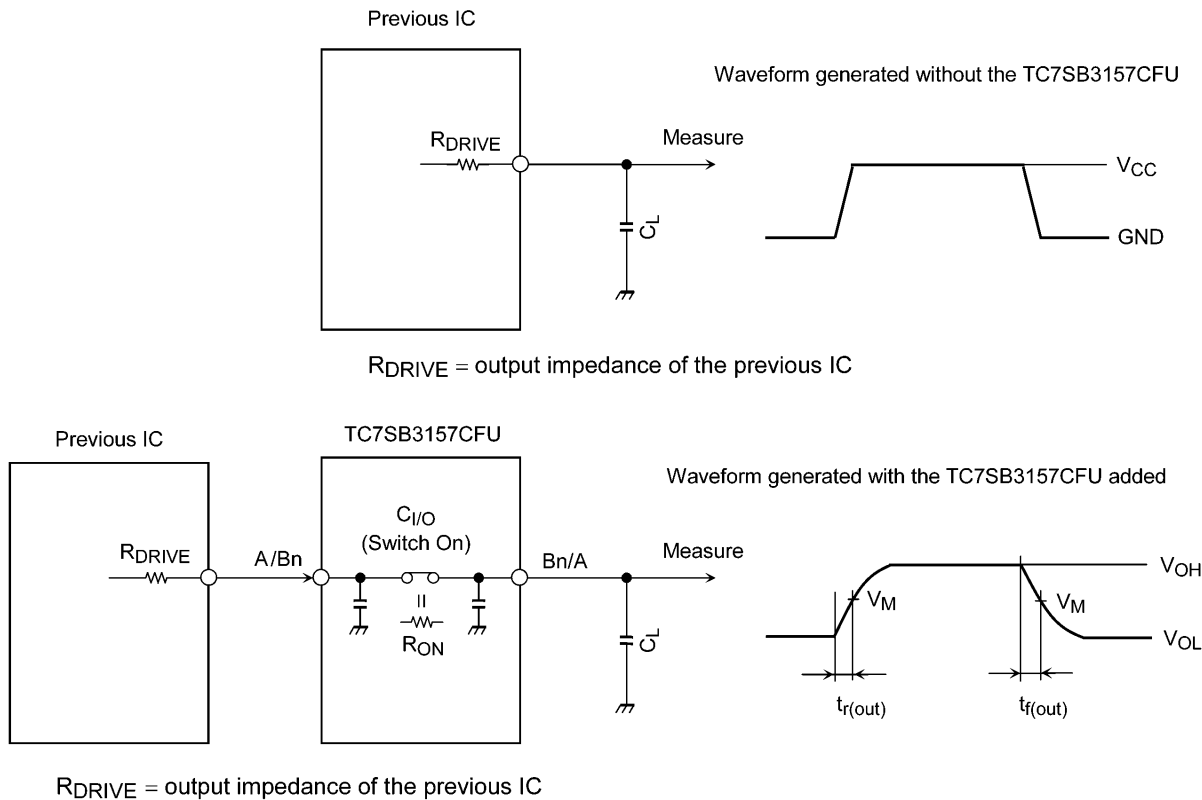 Previous IC
Waveform generated without the TC7SB3157CFU
RDRIVE
Measure
CL
VCC
GND
RDRIVE = output impedance of the previous IC
Previous IC
TC7SB3157CFU
Waveform generated with the TC7SB3157CFU added
RDRIVE
A/Bn
CI/O
(Switch On)
RON
Bn/A
Measure
CL
VOH
VM
VM
VOL
tr(out)
tf(out)
RDRIVE = output impedance of the previous IC